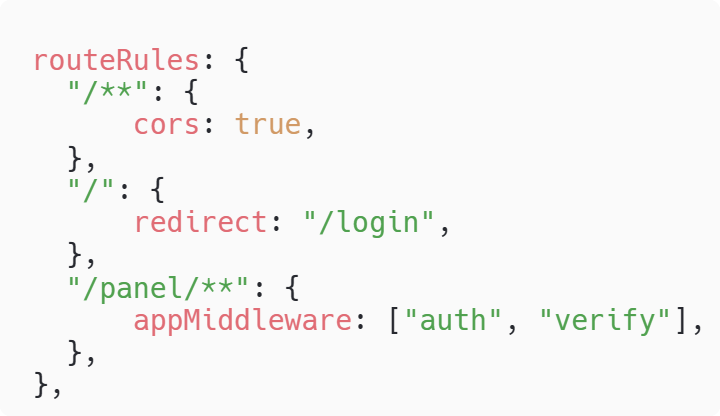 routeRules: {
  "/**": {
      cors: true,
  },
  "/": {
      redirect: "/login",
  },
  "/panel/**": {
      appMiddleware: ["auth", "verify"],
  },
},